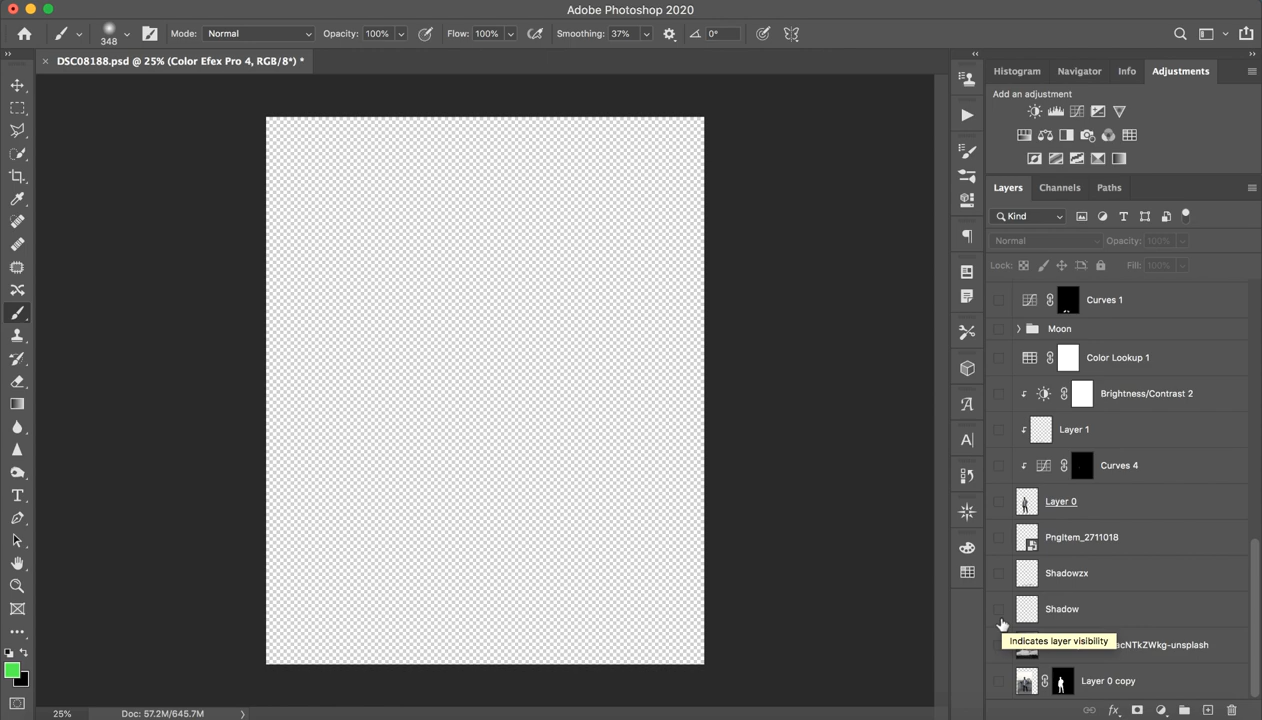 Adobe Photoshop 2020
348 Mode: Normal Opacity: 100% Flow: 100% Smoothing: 37% 0°
DSC08188.psd @ 25% (Color Efex Pro 4, RGB/8*) *
Histogram Navigator Info Adjustments
Add an adjustment
Layers Channels Paths
Kind
Normal Opacity: 100%
Lock: Fill: 100%
Curves 1
Moon
Color Lookup 1
Brightness/Contrast 2
Layer 1
Curves 4
Layer 0
PngItem_2711018
Shadowzx
Shadow
Indicates layer visibility
acNTkZWkg-unsplash
Layer 0 copy
25% Doc: 57.2M/645.7M